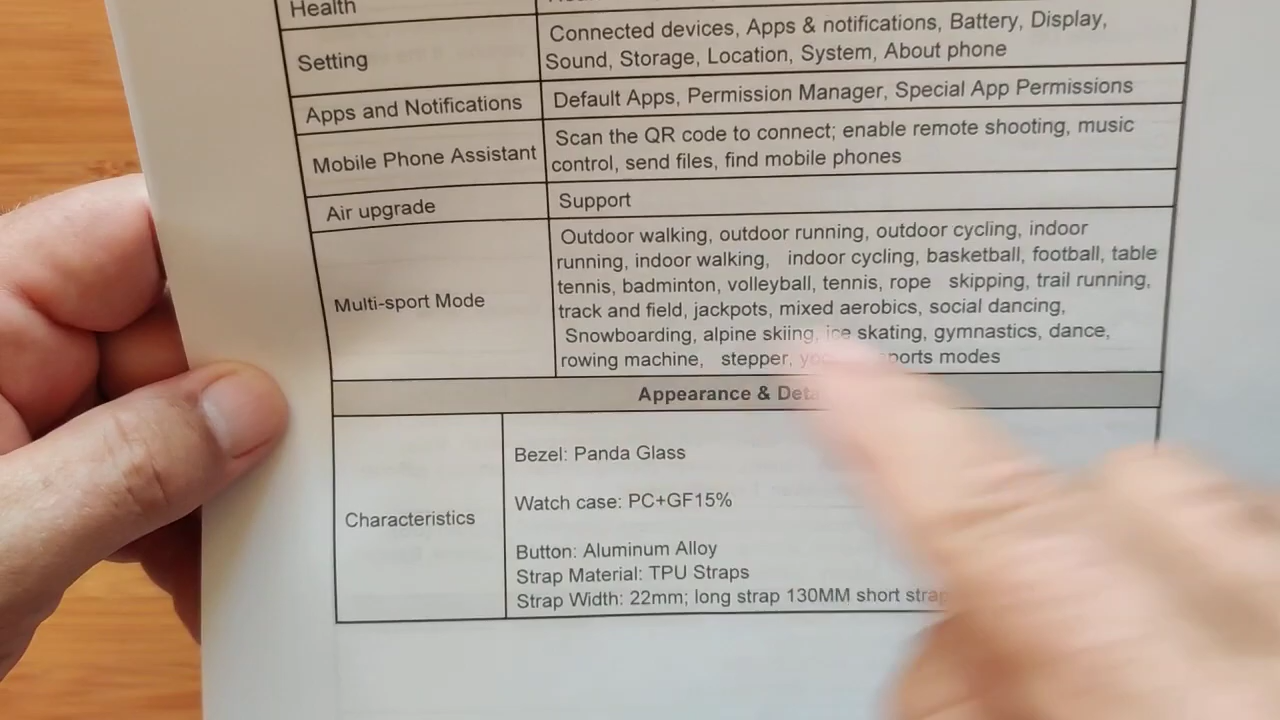 Health
Setting
Connected devices, Apps & notifications, Battery, Display,
Sound, Storage, Location, System, About phone
Apps and Notifications
Default Apps, Permission Manager, Special App Permissions
Mobile Phone Assistant
Scan the QR code to connect; enable remote shooting, music
control, send files, find mobile phones
Air upgrade
Support
Multi-sport Mode
Outdoor walking, outdoor running, outdoor cycling, indoor
running, indoor walking, indoor cycling, basketball, football, table
tennis, badminton, volleyball, tennis, rope skipping, trail running,
track and field, jackpots, mixed aerobics, social dancing,
Snowboarding, alpine skiing, ice skating, gymnastics, dance,
rowing machine, stepper, modes
Appearance &
Characteristics
Bezel: Panda Glass
Watch case: PC+GF15%
Button: Aluminum Alloy
Strap Material: TPU Straps
Strap Width: 22mm; long strap 130MM short strap